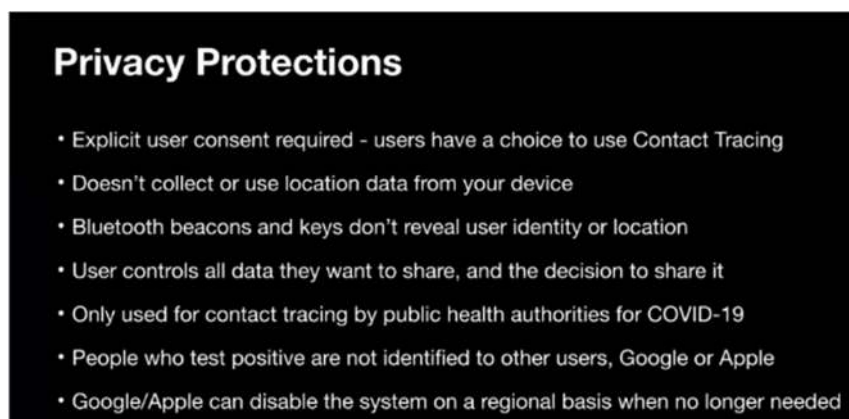 Privacy Protections
• Explicit user consent required - users have a choice to use Contact Tracing
• Doesn't collect or use location data from your device
• Bluetooth beacons and keys don't reveal user identity or location
• User controls all data they want to share, and the decision to share it
• Only used for contact tracing by public health authorities for COVID-19
• People who test positive are not identified to other users, Google or Apple
• Google/Apple can disable the system on a regional basis when no longer needed